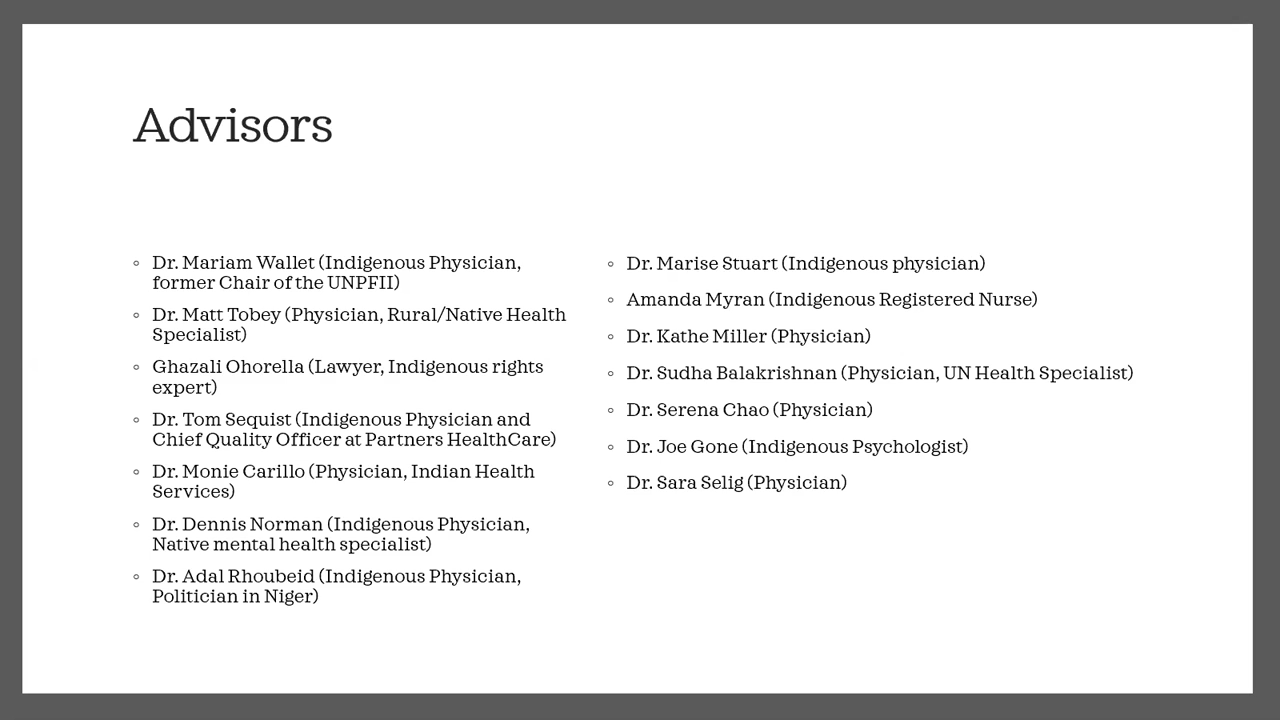 Advisors
◦ Dr. Mariam Wallet (Indigenous Physician,
former Chair of the UNPFII)
◦ Dr. Matt Tobey (Physician, Rural/Native Health
Specialist)
◦ Ghazali Ohorella (Lawyer, Indigenous rights
expert)
◦ Dr. Tom Sequist (Indigenous Physician and
Chief Quality Officer at Partners HealthCare)
◦ Dr. Monie Carillo (Physician, Indian Health
Services)
◦ Dr. Dennis Norman (Indigenous Physician,
Native mental health specialist)
◦ Dr. Adal Rhoubeid (Indigenous Physician,
Politician in Niger)
◦ Dr. Marise Stuart (Indigenous physician)
◦ Amanda Myran (Indigenous Registered Nurse)
◦ Dr. Kathe Miller (Physician)
◦ Dr. Sudha Balakrishnan (Physician, UN Health Specialist)
◦ Dr. Serena Chao (Physician)
◦ Dr. Joe Gone (Indigenous Psychologist)
◦ Dr. Sara Selig (Physician)